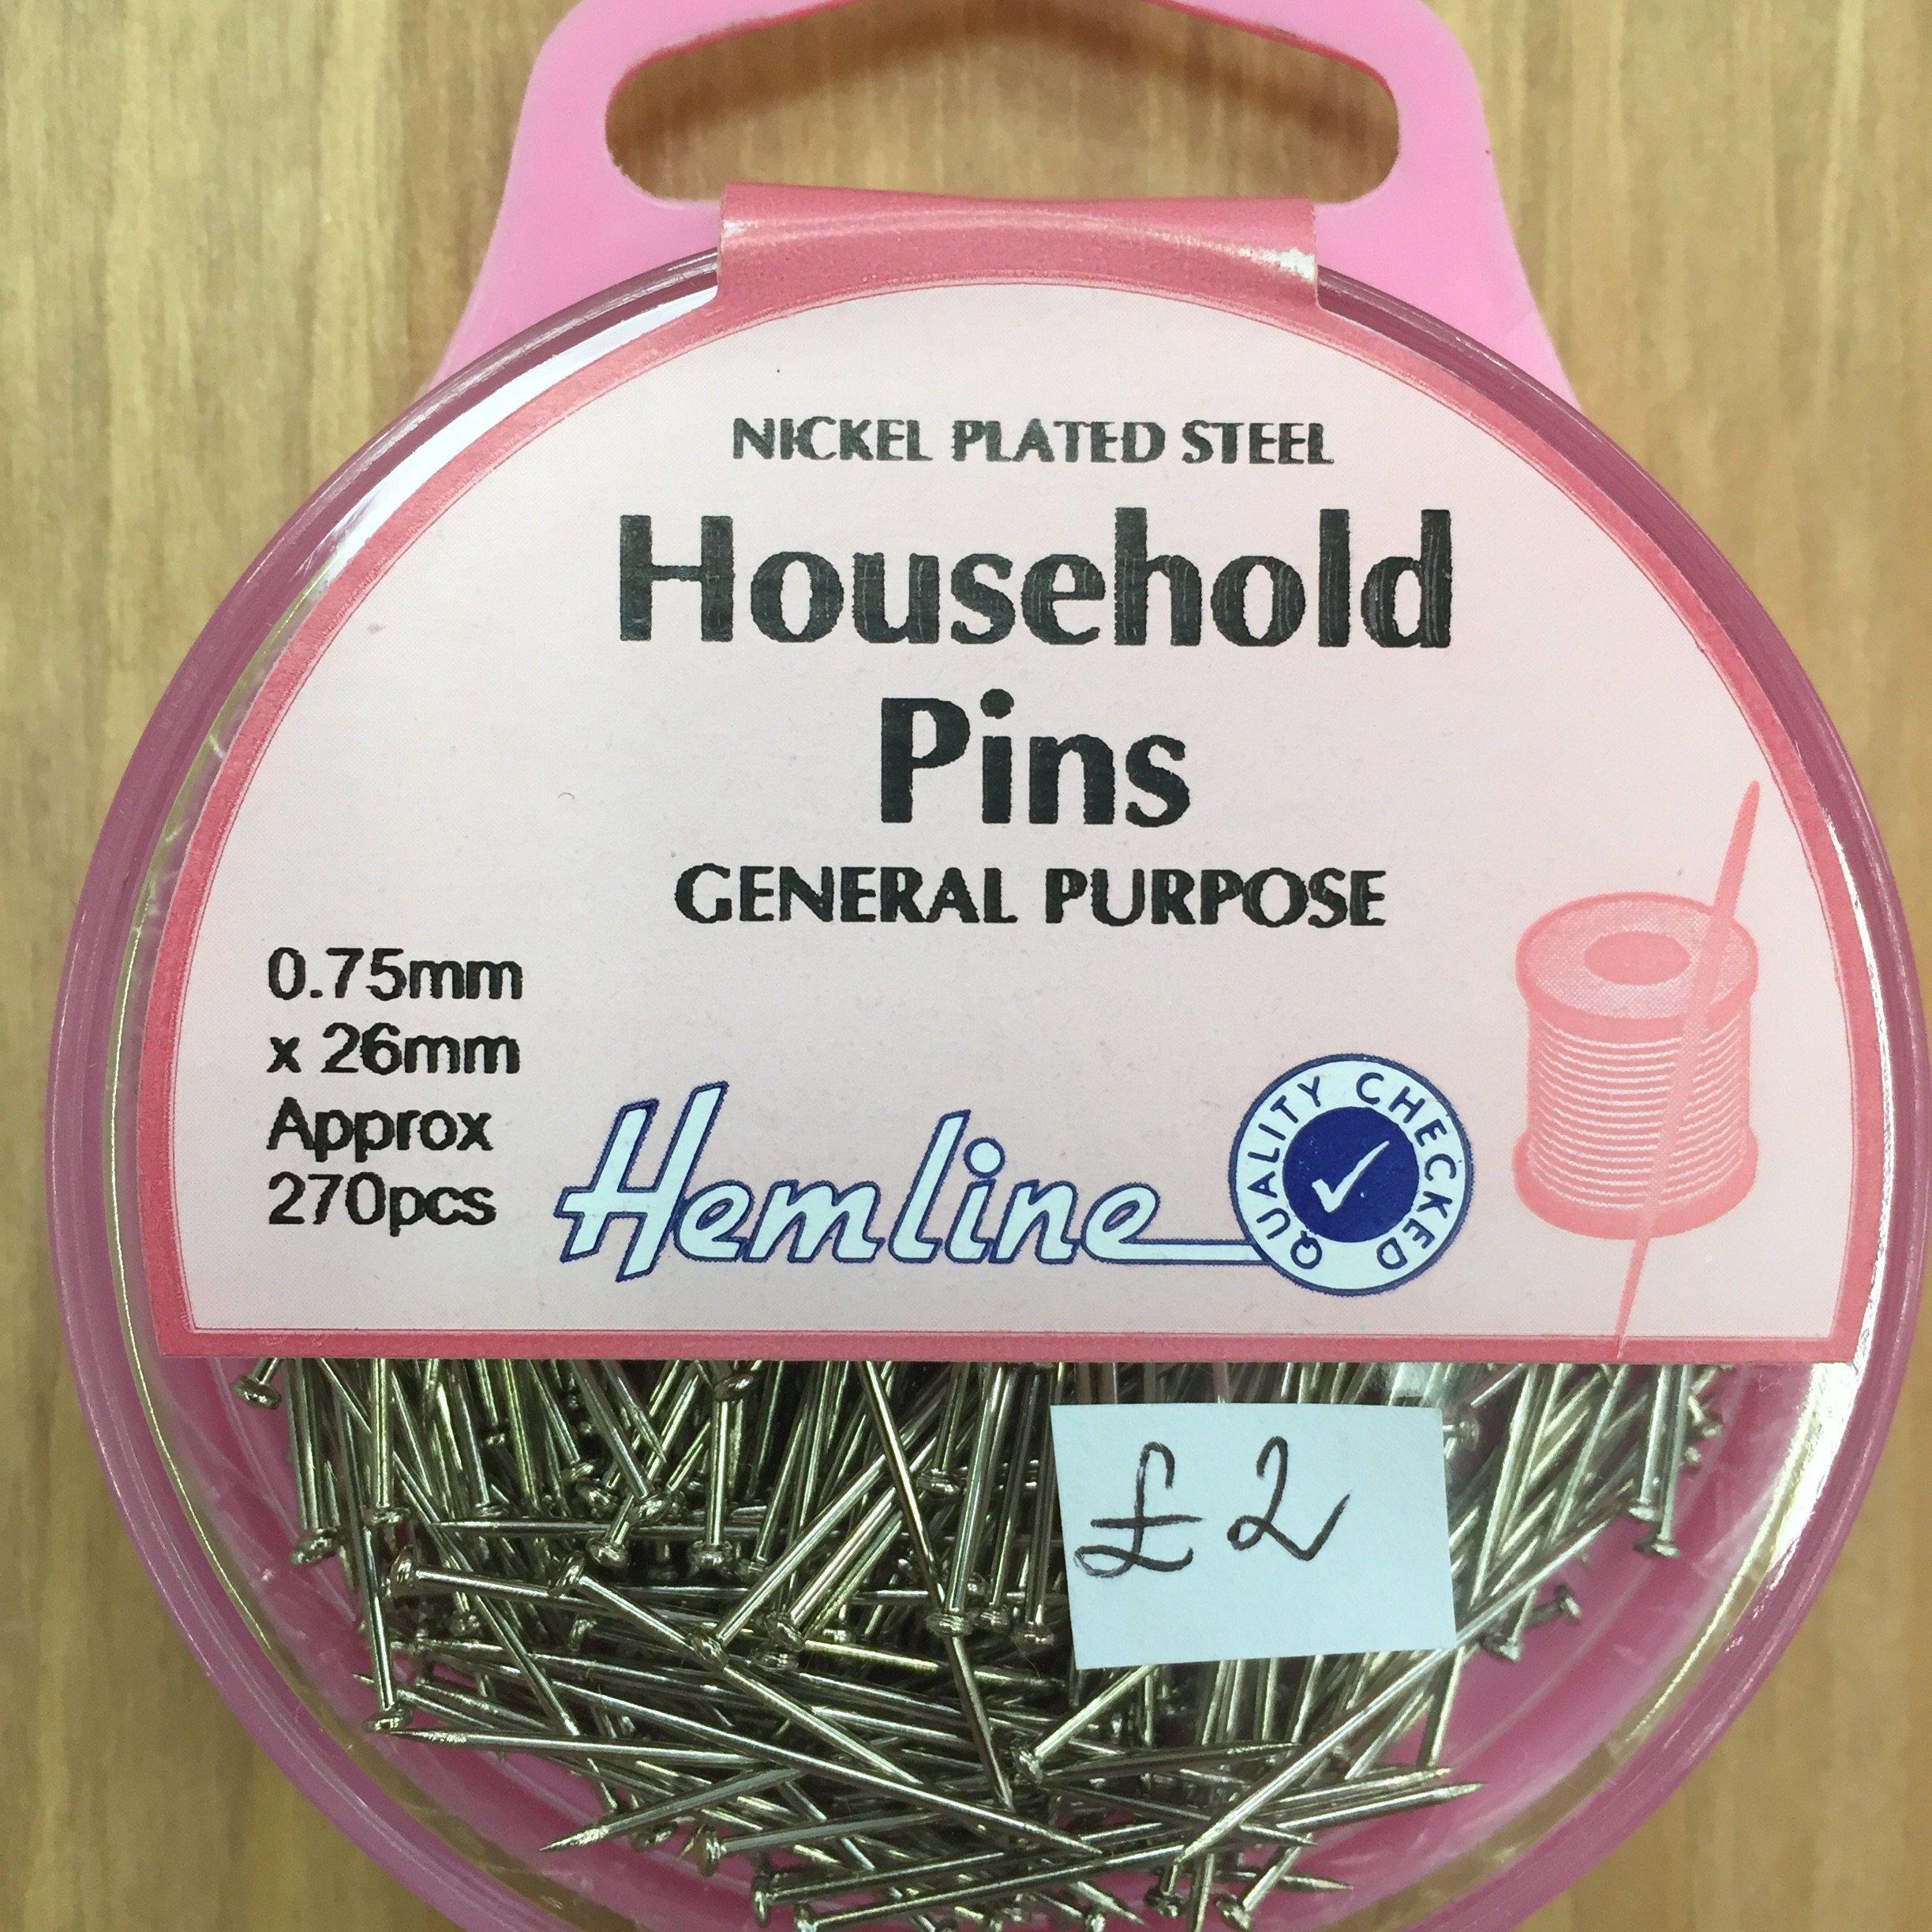 NICKEL PLATED STEEL
Household
Pins
GENERAL PURPOSE
0.75mm
x 26mm
Approx
270pcs
Hemline
QUALITY CHECKED
£2